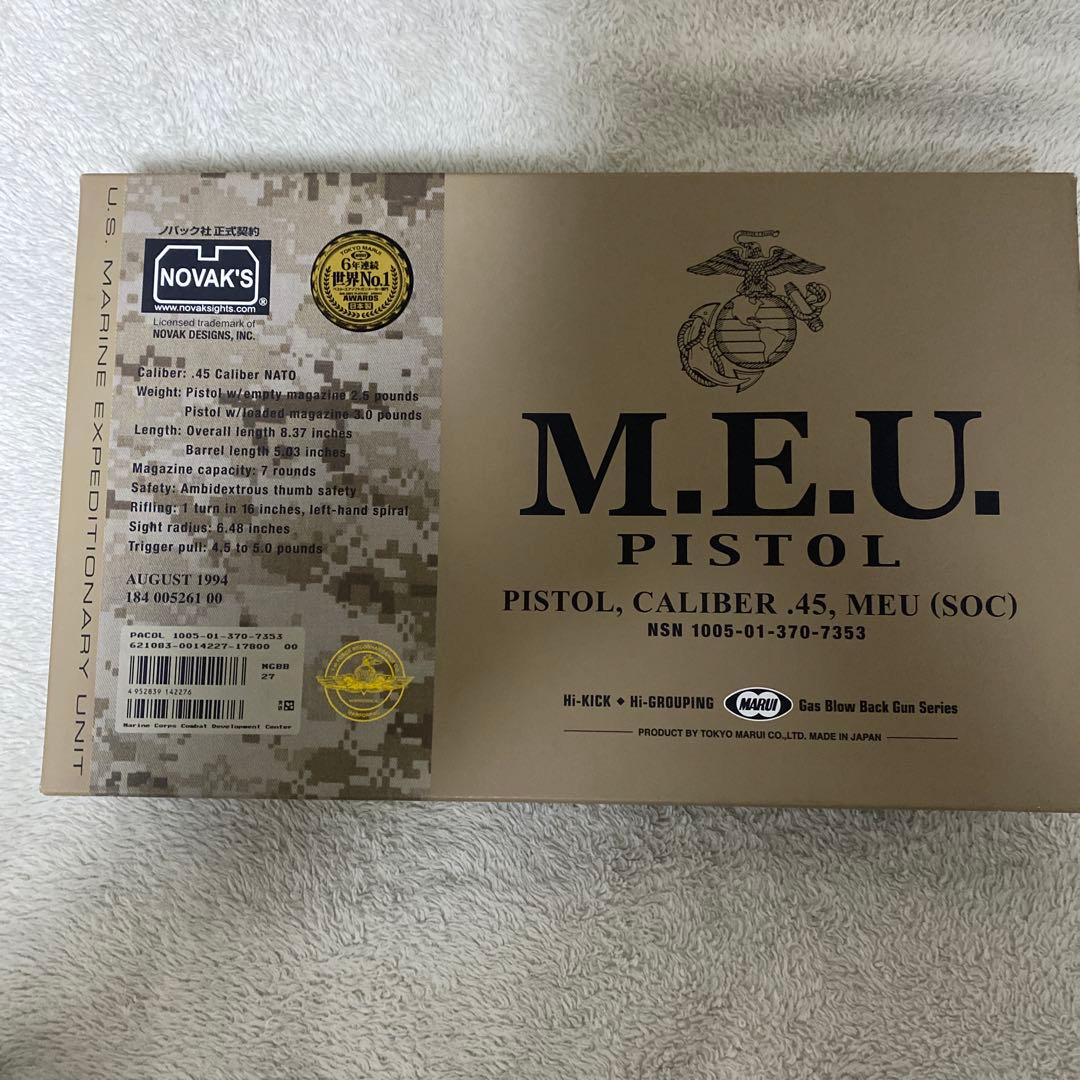 U.S. MARINE EXPEDITIONARY UNIT
ノバック社 正式契約
NOVAK'S
®
www.novaksights.com
Licensed trademark of
NOVAK DESIGNS, INC.
TOKYO MARUI
MARUI
6年連続
世界No.1
AWARDS
日本製
Caliber: .45 Caliber NATO
Weight: Pistol w/empty magazine 2.5 pounds
Pistol w/loaded magazine 3.0 pounds
Length: Overall length 8.37 inches
Barrel length 5.03 inches
Magazine capacity: 7 rounds
Safety: Ambidextrous thumb safety
Rifling: 1 turn in 16 inches, left-hand spiral
Sight radius: 6.48 inches
Trigger pull: 4.5 to 5.0 pounds
AUGUST 1994
184 005261 00
PACOL 1005-01-370-7353
621083-0014227-17800 00
NGBB
27
4 952839 142276
Marine Corps Combat Development Center
M.E.U.
PISTOL
PISTOL, CALIBER .45, MEU (SOC)
NSN 1005-01-370-7353
Hi-KICK ◆ Hi-GROUPING MARUI Gas Blow Back Gun Series
PRODUCT BY TOKYO MARUI CO.,LTD. MADE IN JAPAN